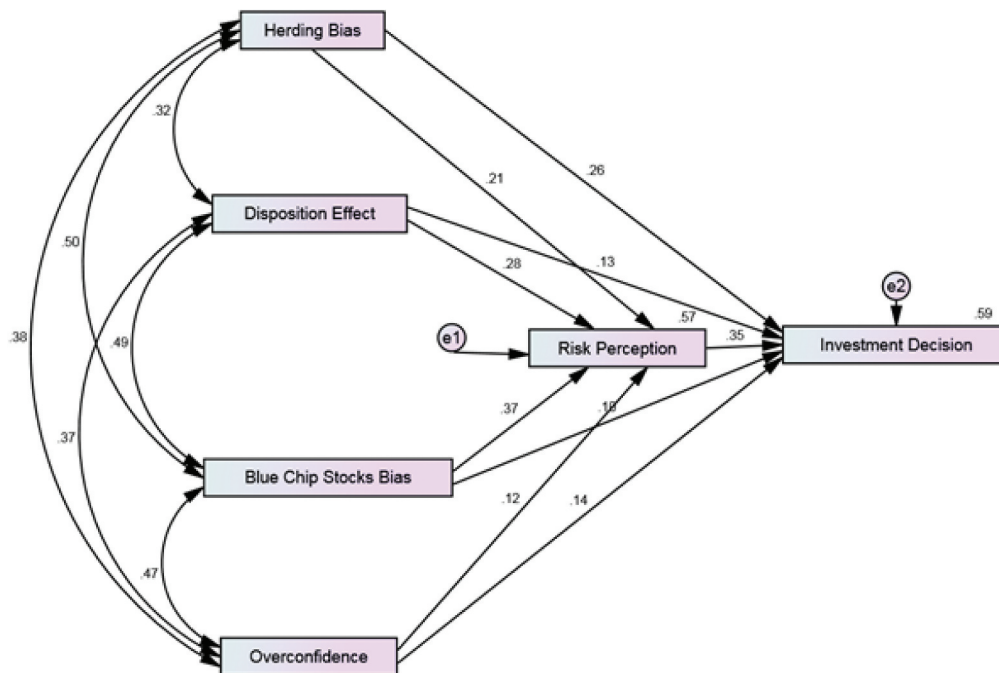 Herding Bias
.32
.26
.21
Disposition Effect
.50
.13
.28
e2
.57
.59
.38
.49
e1
.35
Risk Perception
Investment Decision
.37
.37
Blue Chip Stocks Bias
.12
.14
.47
Overconfidence